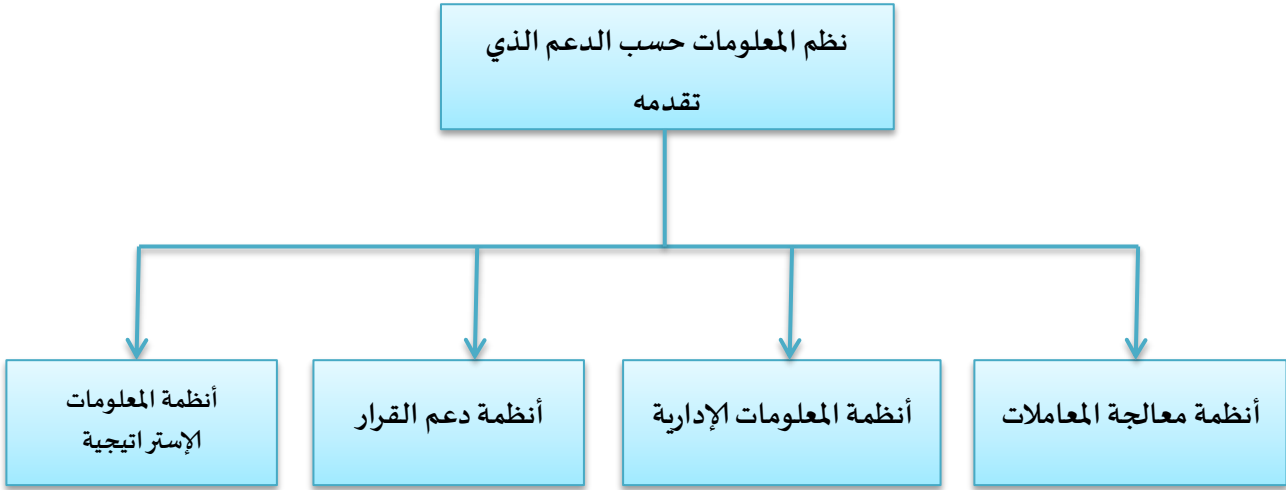 نظم المعلومات حسب الدعم الذي
تقدمه
أنظمة معالجة المعاملات
أنظمة المعلومات الإدارية
أنظمة دعم القرار
أنظمة المعلومات
الإستراتيجية